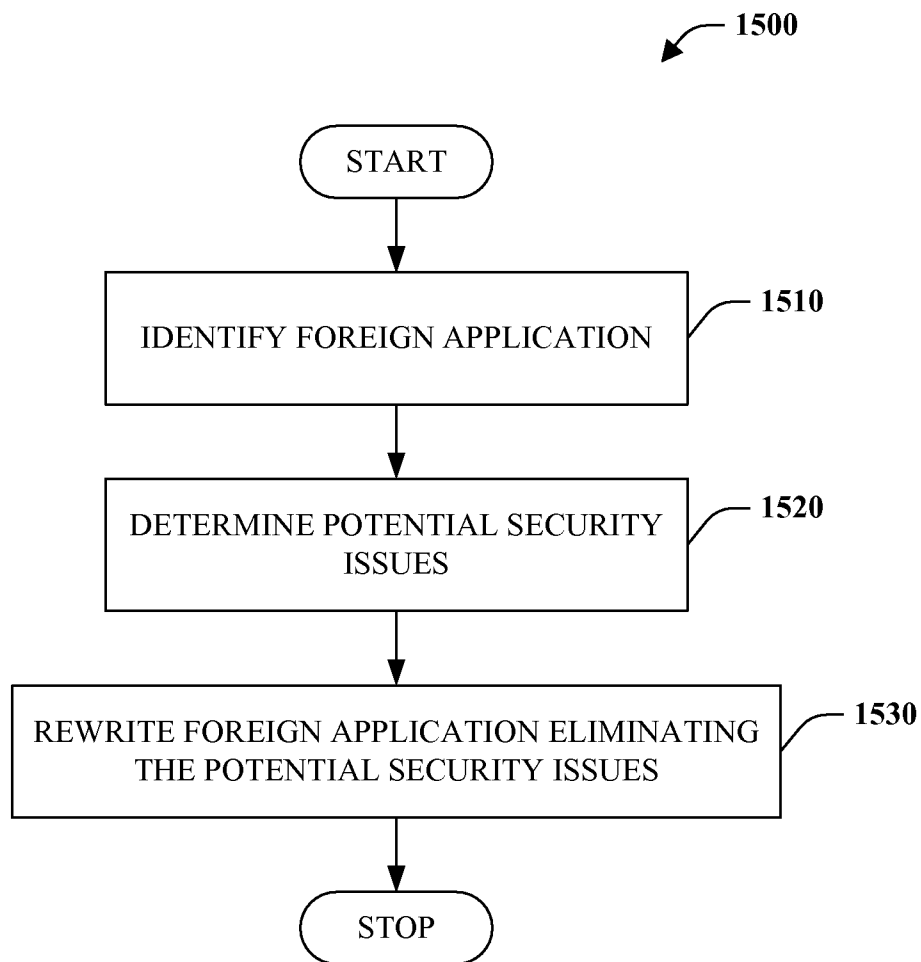 1500
START
IDENTIFY FOREIGN APPLICATION
1510
DETERMINE POTENTIAL SECURITY
ISSUES
1520
REWRITE FOREIGN APPLICATION ELIMINATING
THE POTENTIAL SECURITY ISSUES
1530
STOP